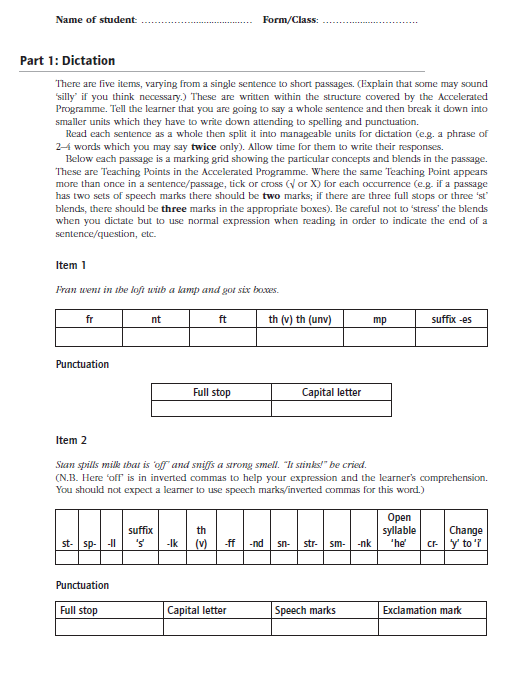 Name of student: ................................... Form/Class: ..............................
Part 1: Dictation
There are five items, varying from a single sentence to short passages. (Explain that some may sound
'silly' if you think necessary.) These are written within the structure covered by the Accelerated
Programme. Tell the learner that you are going to say a whole sentence and then break it down into
smaller units which they have to write down attending to spelling and punctuation.
Read each sentence as a whole then split it into manageable units for dictation (e.g. a phrase of
2–4 words which you may say twice only). Allow time for them to write their responses.
Below each passage is a marking grid showing the particular concepts and blends in the passage.
These are Teaching Points in the Accelerated Programme. Where the same Teaching Point appears
more than once in a sentence/passage, tick or cross (√ or X) for each occurrence (e.g. if a passage
has two sets of speech marks there should be two marks; if there are three full stops or three 'st'
blends, there should be three marks in the appropriate boxes). Be careful not to 'stress' the blends
when you dictate but to use normal expression when reading in order to indicate the end of a
sentence/question, etc.
Item 1
Fran went in the loft with a lamp and got six boxes.
fr nt ft th (v) th (unv) mp suffix -es
Punctuation
Full stop Capital letter
Item 2
Stan spills milk that is 'off' and sniffs a strong smell. "It stinks!" he cried.
(N.B. Here 'off' is in inverted commas to help your expression and the learner's comprehension.
You should not expect a learner to use speech marks/inverted commas for this word.)
st- sp- -ll suffix 's' -lk th (v) -ff -nd sn- str- sm- -nk Open syllable 'he' cr- Change 'y' to 'i'
Punctuation
Full stop Capital letter Speech marks Exclamation mark